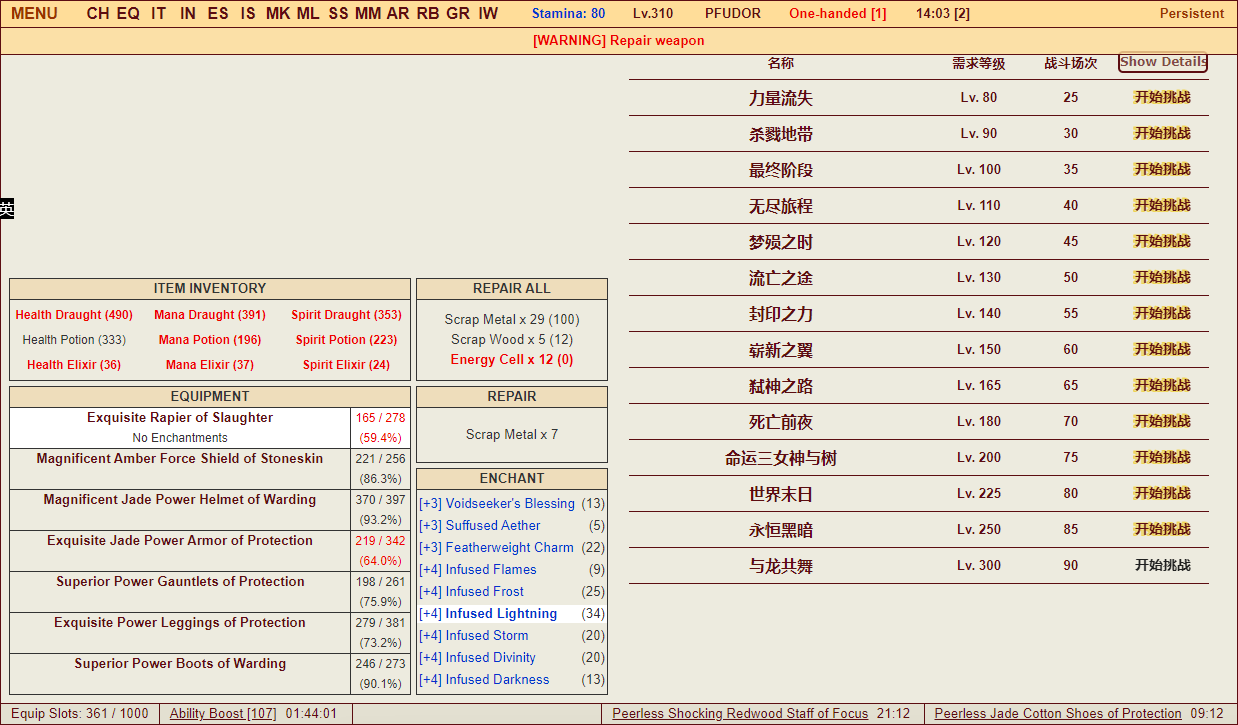 MENU CH EQ IT IN ES IS MK ML SS MM AR RB GR IW Stamina: 80 Lv.310 PFUDOR One-handed [1] 14:03 [2] Persistent
[WARNING] Repair weapon
名称 需求等级 战斗场次 Show Details
力量流失 Lv. 80 25 开始挑战
杀戮地带 Lv. 90 30 开始挑战
最终阶段 Lv. 100 35 开始挑战
无尽旅程 Lv. 110 40 开始挑战
梦殒之时 Lv. 120 45 开始挑战
流亡之途 Lv. 130 50 开始挑战
封印之力 Lv. 140 55 开始挑战
崭新之翼 Lv. 150 60 开始挑战
弑神之路 Lv. 165 65 开始挑战
死亡前夜 Lv. 180 70 开始挑战
命运三女神与树 Lv. 200 75 开始挑战
世界末日 Lv. 225 80 开始挑战
永恒黑暗 Lv. 250 85 开始挑战
与龙共舞 Lv. 300 90 开始挑战
英
ITEM INVENTORY
Health Draught (490) Mana Draught (391) Spirit Draught (353)
Health Potion (333) Mana Potion (196) Spirit Potion (223)
Health Elixir (36) Mana Elixir (37) Spirit Elixir (24)
REPAIR ALL
Scrap Metal x 29 (100)
Scrap Wood x 5 (12)
Energy Cell x 12 (0)
EQUIPMENT
Exquisite Rapier of Slaughter 165 / 278
No Enchantments (59.4%)
Magnificent Amber Force Shield of Stoneskin 221 / 256
(86.3%)
Magnificent Jade Power Helmet of Warding 370 / 397
(93.2%)
Exquisite Jade Power Armor of Protection 219 / 342
(64.0%)
Superior Power Gauntlets of Protection 198 / 261
(75.9%)
Exquisite Power Leggings of Protection 279 / 381
(73.2%)
Superior Power Boots of Warding 246 / 273
(90.1%)
REPAIR
Scrap Metal x 7
ENCHANT
[+3] Voidseeker's Blessing (13)
[+3] Suffused Aether (5)
[+3] Featherweight Charm (22)
[+4] Infused Flames (9)
[+4] Infused Frost (25)
[+4] Infused Lightning (34)
[+4] Infused Storm (20)
[+4] Infused Divinity (20)
[+4] Infused Darkness (13)
Equip Slots: 361 / 1000 Ability Boost [107] 01:44:01 Peerless Shocking Redwood Staff of Focus 21:12 Peerless Jade Cotton Shoes of Protection 09:12